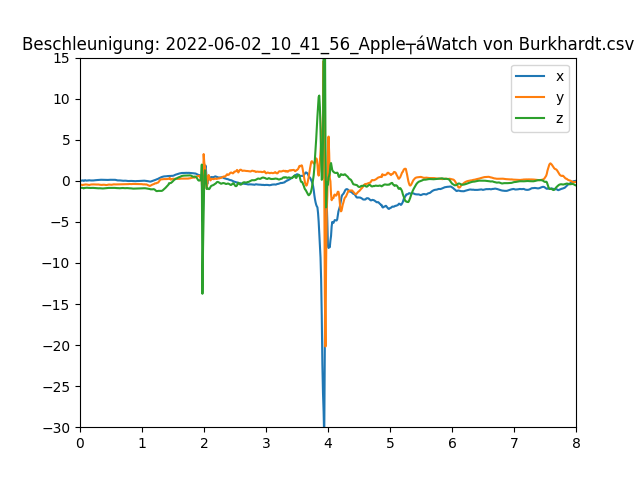 Beschleunigung: 2022-06-02_10_41_56_Apple┬áWatch von Burkhardt.csv
15
10
5
0
−5
−10
−15
−20
−25
−30
0 1 2 3 4 5 6 7 8
x
y
z